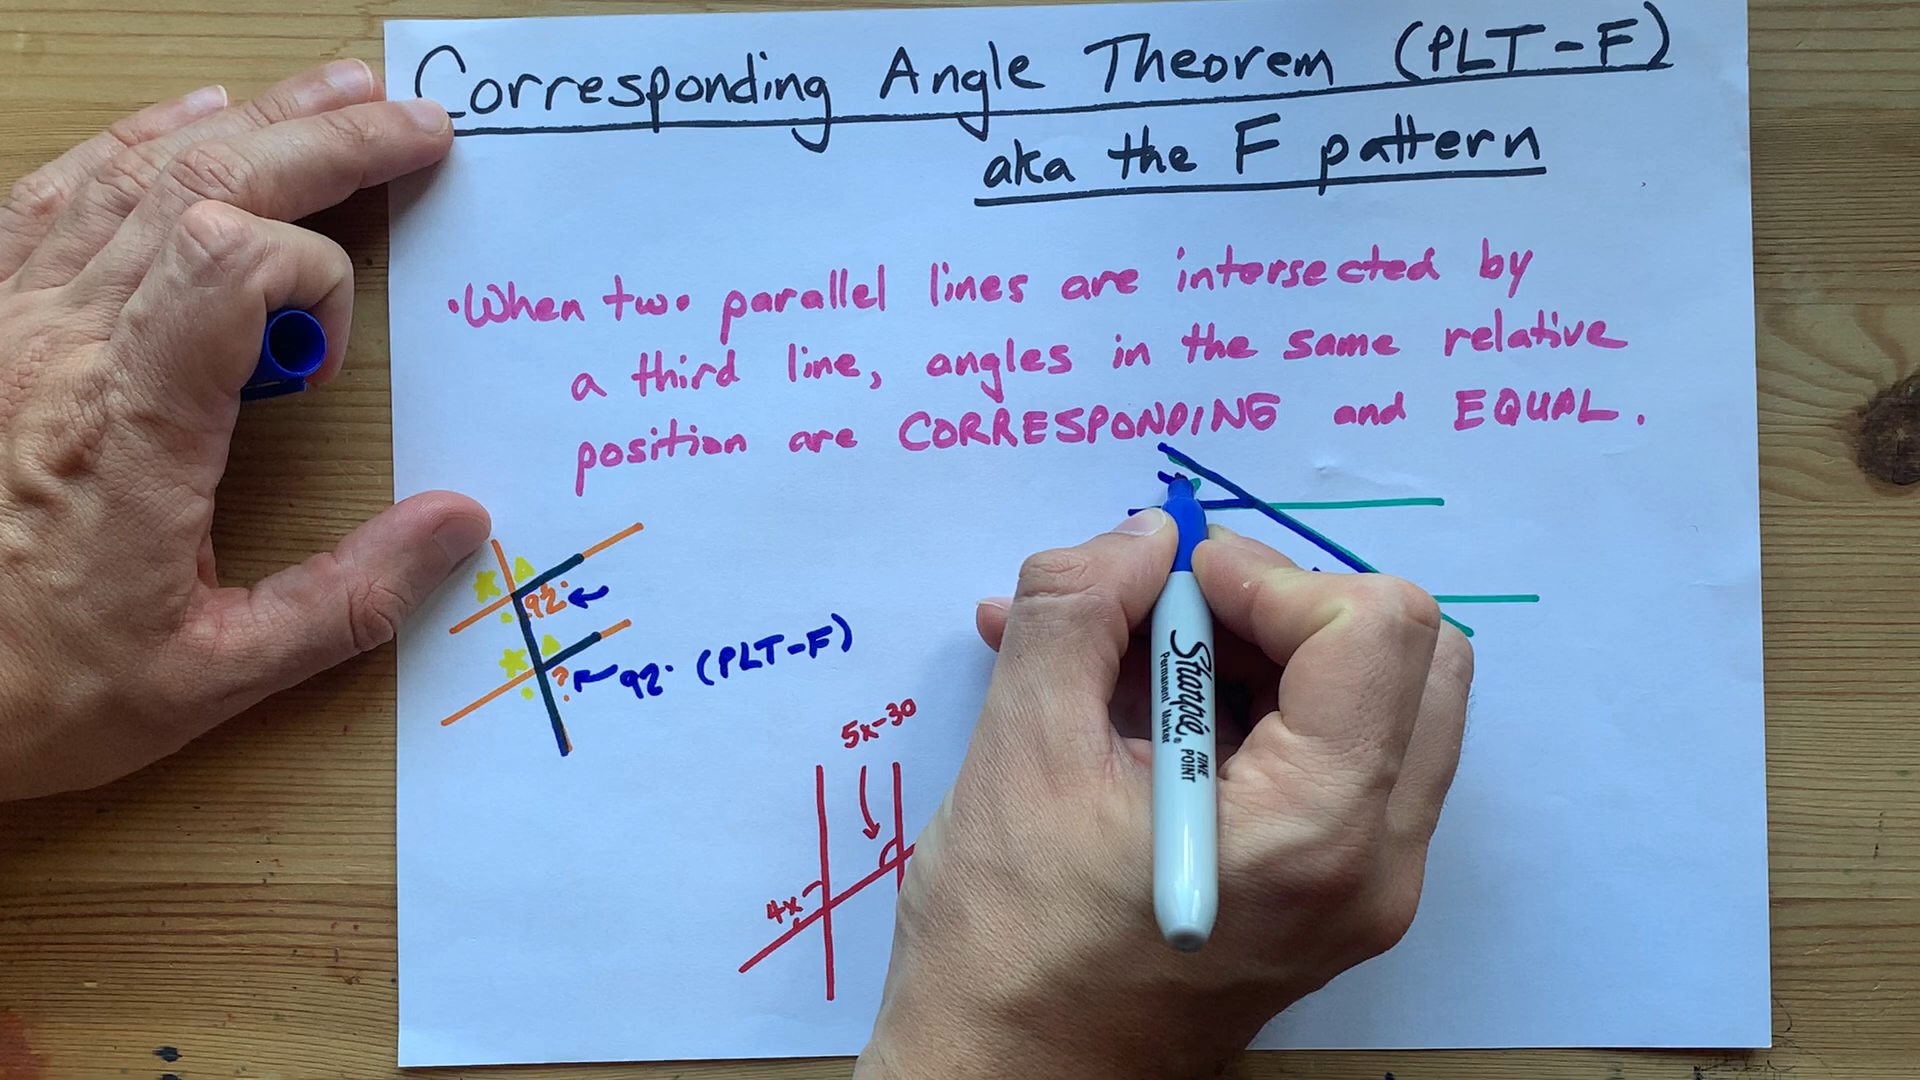 Corresponding Angle Theorem (PLT-F)
aka the F pattern
•When two parallel lines are intersected by
a third line, angles in the same relative
position are CORRESPONDING and EQUAL.
92°
?
92° (PLT-F)
5x-30
4x
Sharpie.
Permanent Marker
FINE
POINT